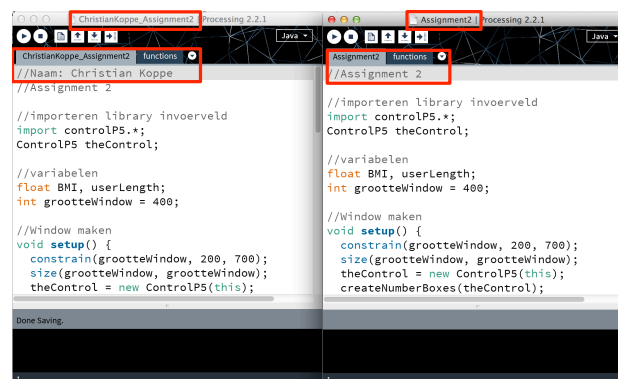 ChristianKoppe_Assignment2 | Processing 2.2.1
Java
ChristianKoppe_Assignment2 functions
//Naam: Christian Koppe
//Assignment 2
//importeren library invoerveld
import controlP5.*;
ControlP5 theControl;
//variabelen
float BMI, userLength;
int grootteWindow = 400;
//Window maken
void setup() {
constrain(grootteWindow, 200, 700);
size(grootteWindow, grootteWindow);
theControl = new ControlP5(this);
Done Saving.
Assignment2 | Processing 2.2.1
Java
Assignment2 functions
//Assignment 2
//importeren library invoerveld
import controlP5.*;
ControlP5 theControl;
//variabelen
float BMI, userLength;
int grootteWindow = 400;
//Window maken
void setup() {
constrain(grootteWindow, 200, 700);
size(grootteWindow, grootteWindow);
theControl = new ControlP5(this);
createNumberBoxes(theControl);